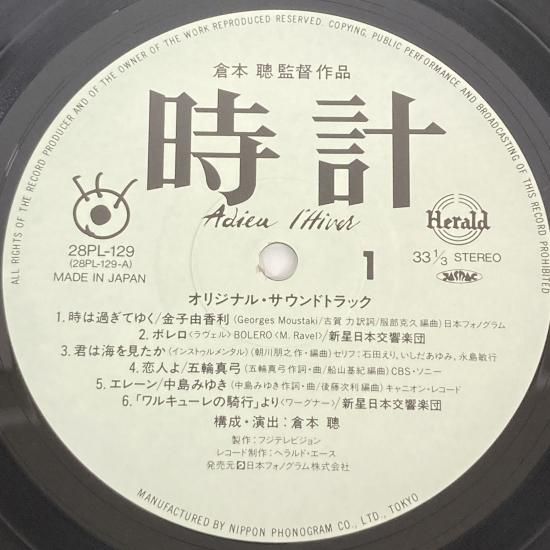 ALL RIGHTS OF THE RECORD PRODUCER AND OF THE OWNER OF THE WORK REPRODUCED RESERVED. COPYING, PUBLIC PERFORMANCE AND BROADCASTING OF THIS RECORD PROHIBITED
倉本 聰監督作品
時計
Adieu l'Hiver
Herald
28PL-129
(28PL-129-A)
MADE IN JAPAN
1
33 1/3 STEREO
オリジナル・サウンドトラック
1. 時は過ぎてゆく/金子由香利 (Georges Moustaki/古賀 力訳詞/服部克久編曲) 日本フォノグラム
2. ボレロ〈ラヴェル〉BOLERO〈M. Ravel〉/新星日本交響楽団
3. 君は海を見たか (インストゥルメンタル) (朝川朋之作・編曲) セリフ:石田えり、いしだあゆみ、永島敏行
4. 恋人よ/五輪真弓 (五輪真弓作詞・曲/船山基紀編曲) CBS・ソニー
5. エレーン/中島みゆき (中島みゆき作詞・曲/後藤次利編曲) キャニオン・レコード
6. 「ワルキューレの騎行」より〈ワーグナー〉/新星日本交響楽団
構成・演出:倉本 聰
製作:フジテレビジョン
レコード制作:ヘラルド・エース
発売元Ⓟ日本フォノグラム株式会社
MANUFACTURED BY NIPPON PHONOGRAM CO., LTD., TOKYO